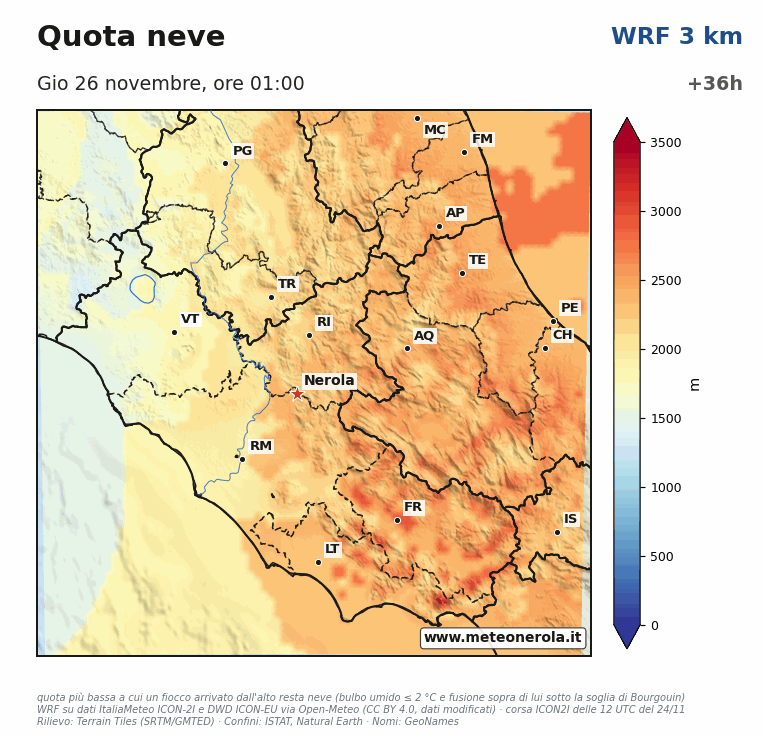 Quota neve
WRF 3 km
Gio 26 novembre, ore 01:00
+36h
MC
FM
PG
AP
TE
TR
PE
VT
RI
AQ
CH
Nerola
RM
FR
IS
LT
www.meteonerola.it
3500
3000
2500
2000
1500
1000
500
0
m
quota più bassa a cui un fiocco arrivato dall'alto resta neve (bulbo umido ≤ 2 °C e fusione sopra di lui sotto la soglia di Bourgouin)
WRF su dati ItaliaMeteo ICON-2I e DWD ICON-EU via Open-Meteo (CC BY 4.0, dati modificati) · corsa ICON2I delle 12 UTC del 24/11
Rilievo: Terrain Tiles (SRTM/GMTED) · Confini: ISTAT, Natural Earth · Nomi: GeoNames